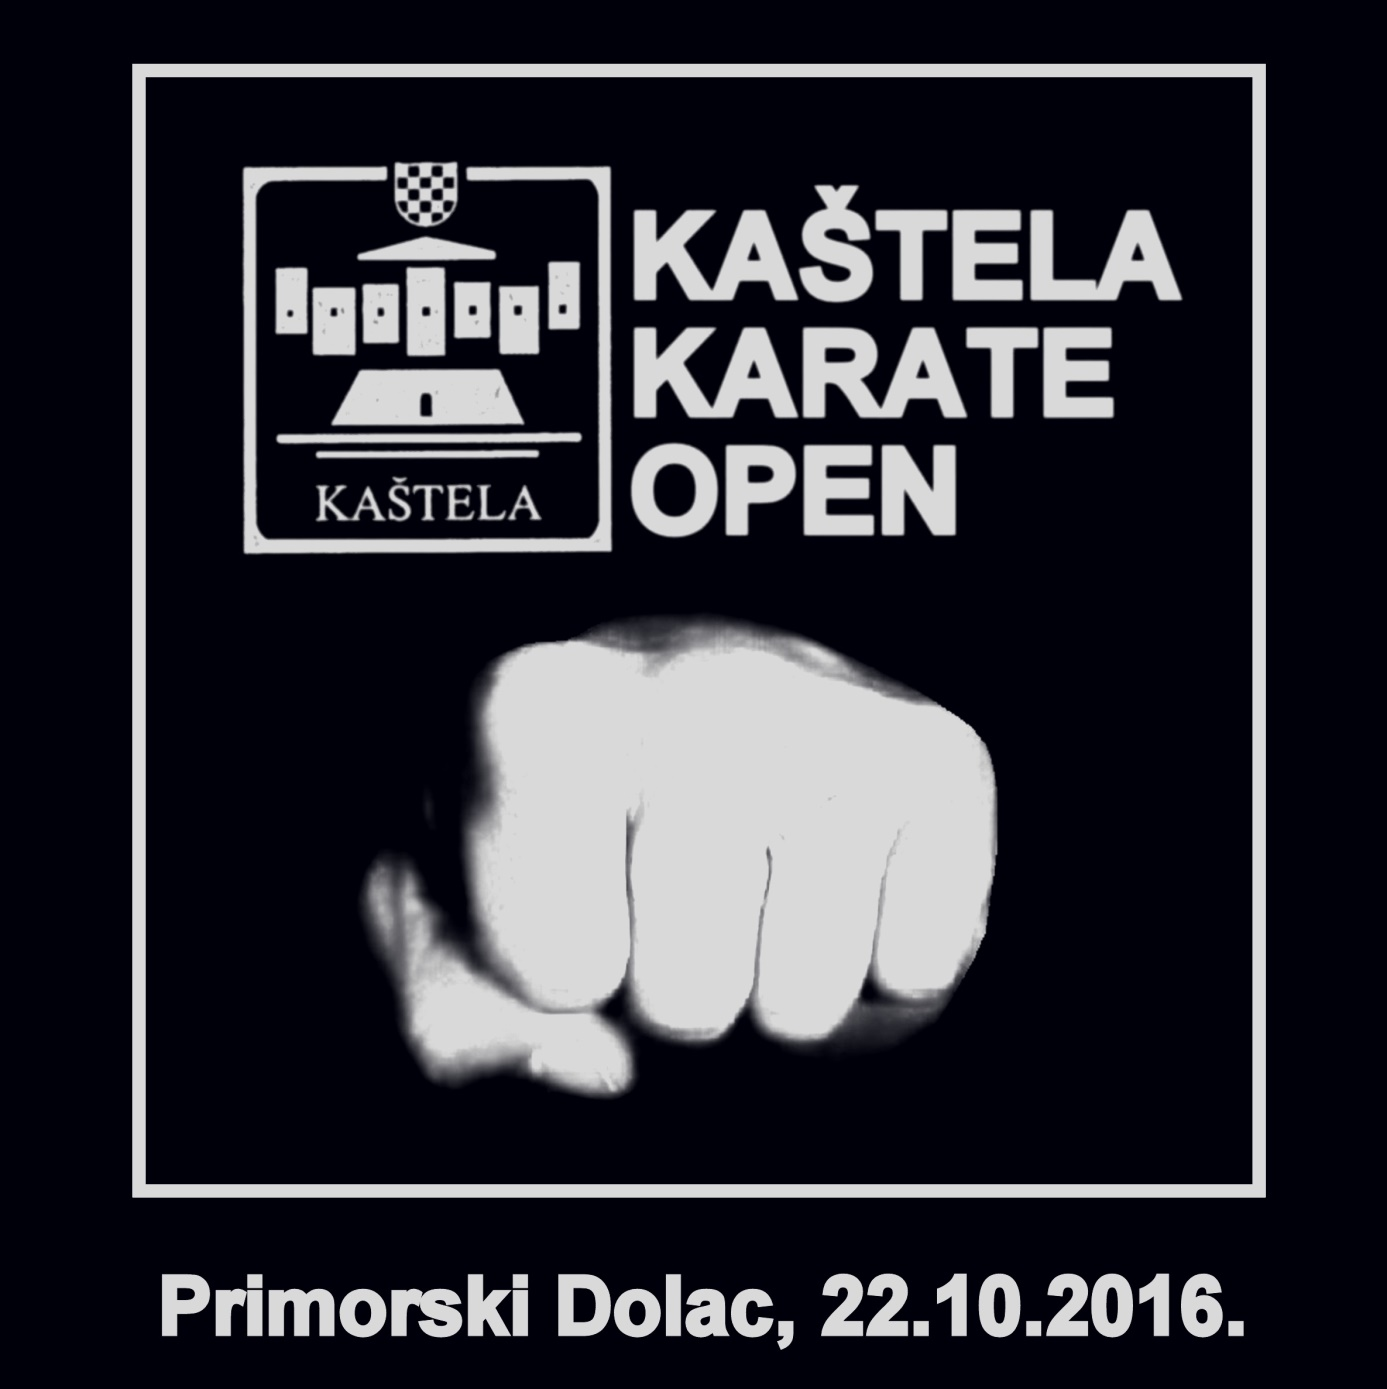 KAŠTELA
KARATE
OPEN
KAŠTELA
Primorski Dolac, 22.10.2016.